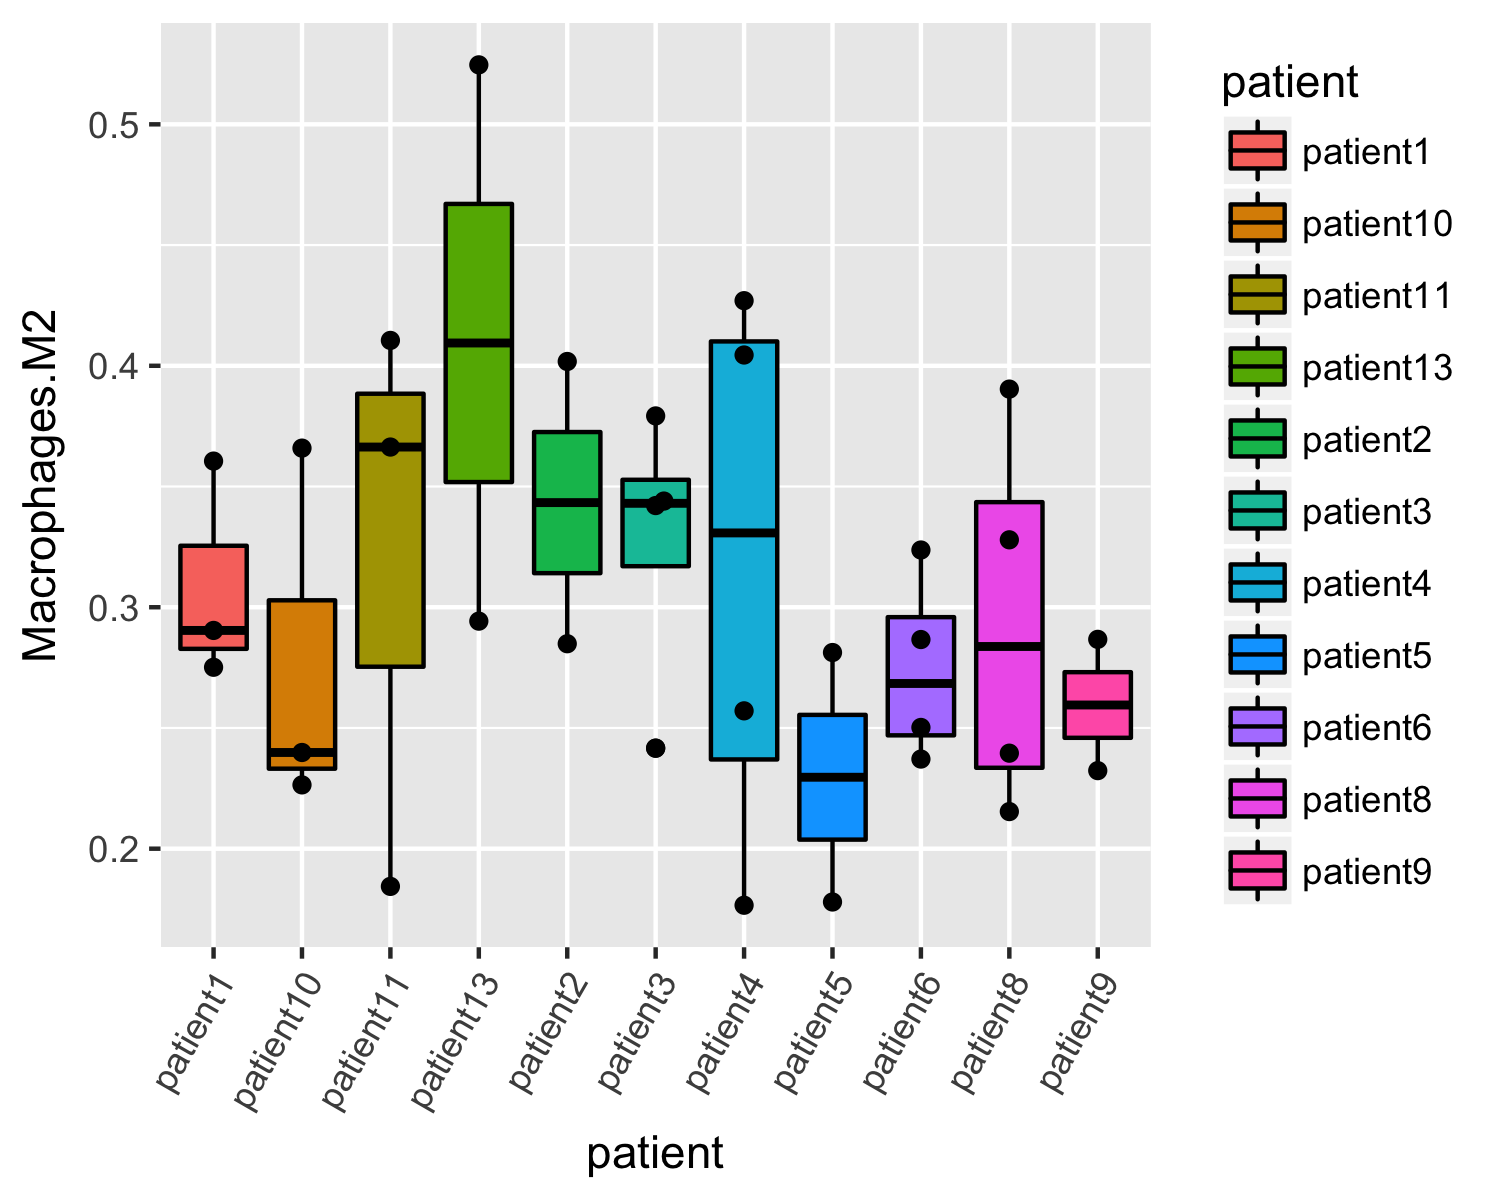 Macrophages.M2
0.5
0.4
0.3
0.2
patient1
patient10
patient11
patient13
patient2
patient3
patient4
patient5
patient6
patient8
patient9
patient
patient
patient1
patient10
patient11
patient13
patient2
patient3
patient4
patient5
patient6
patient8
patient9